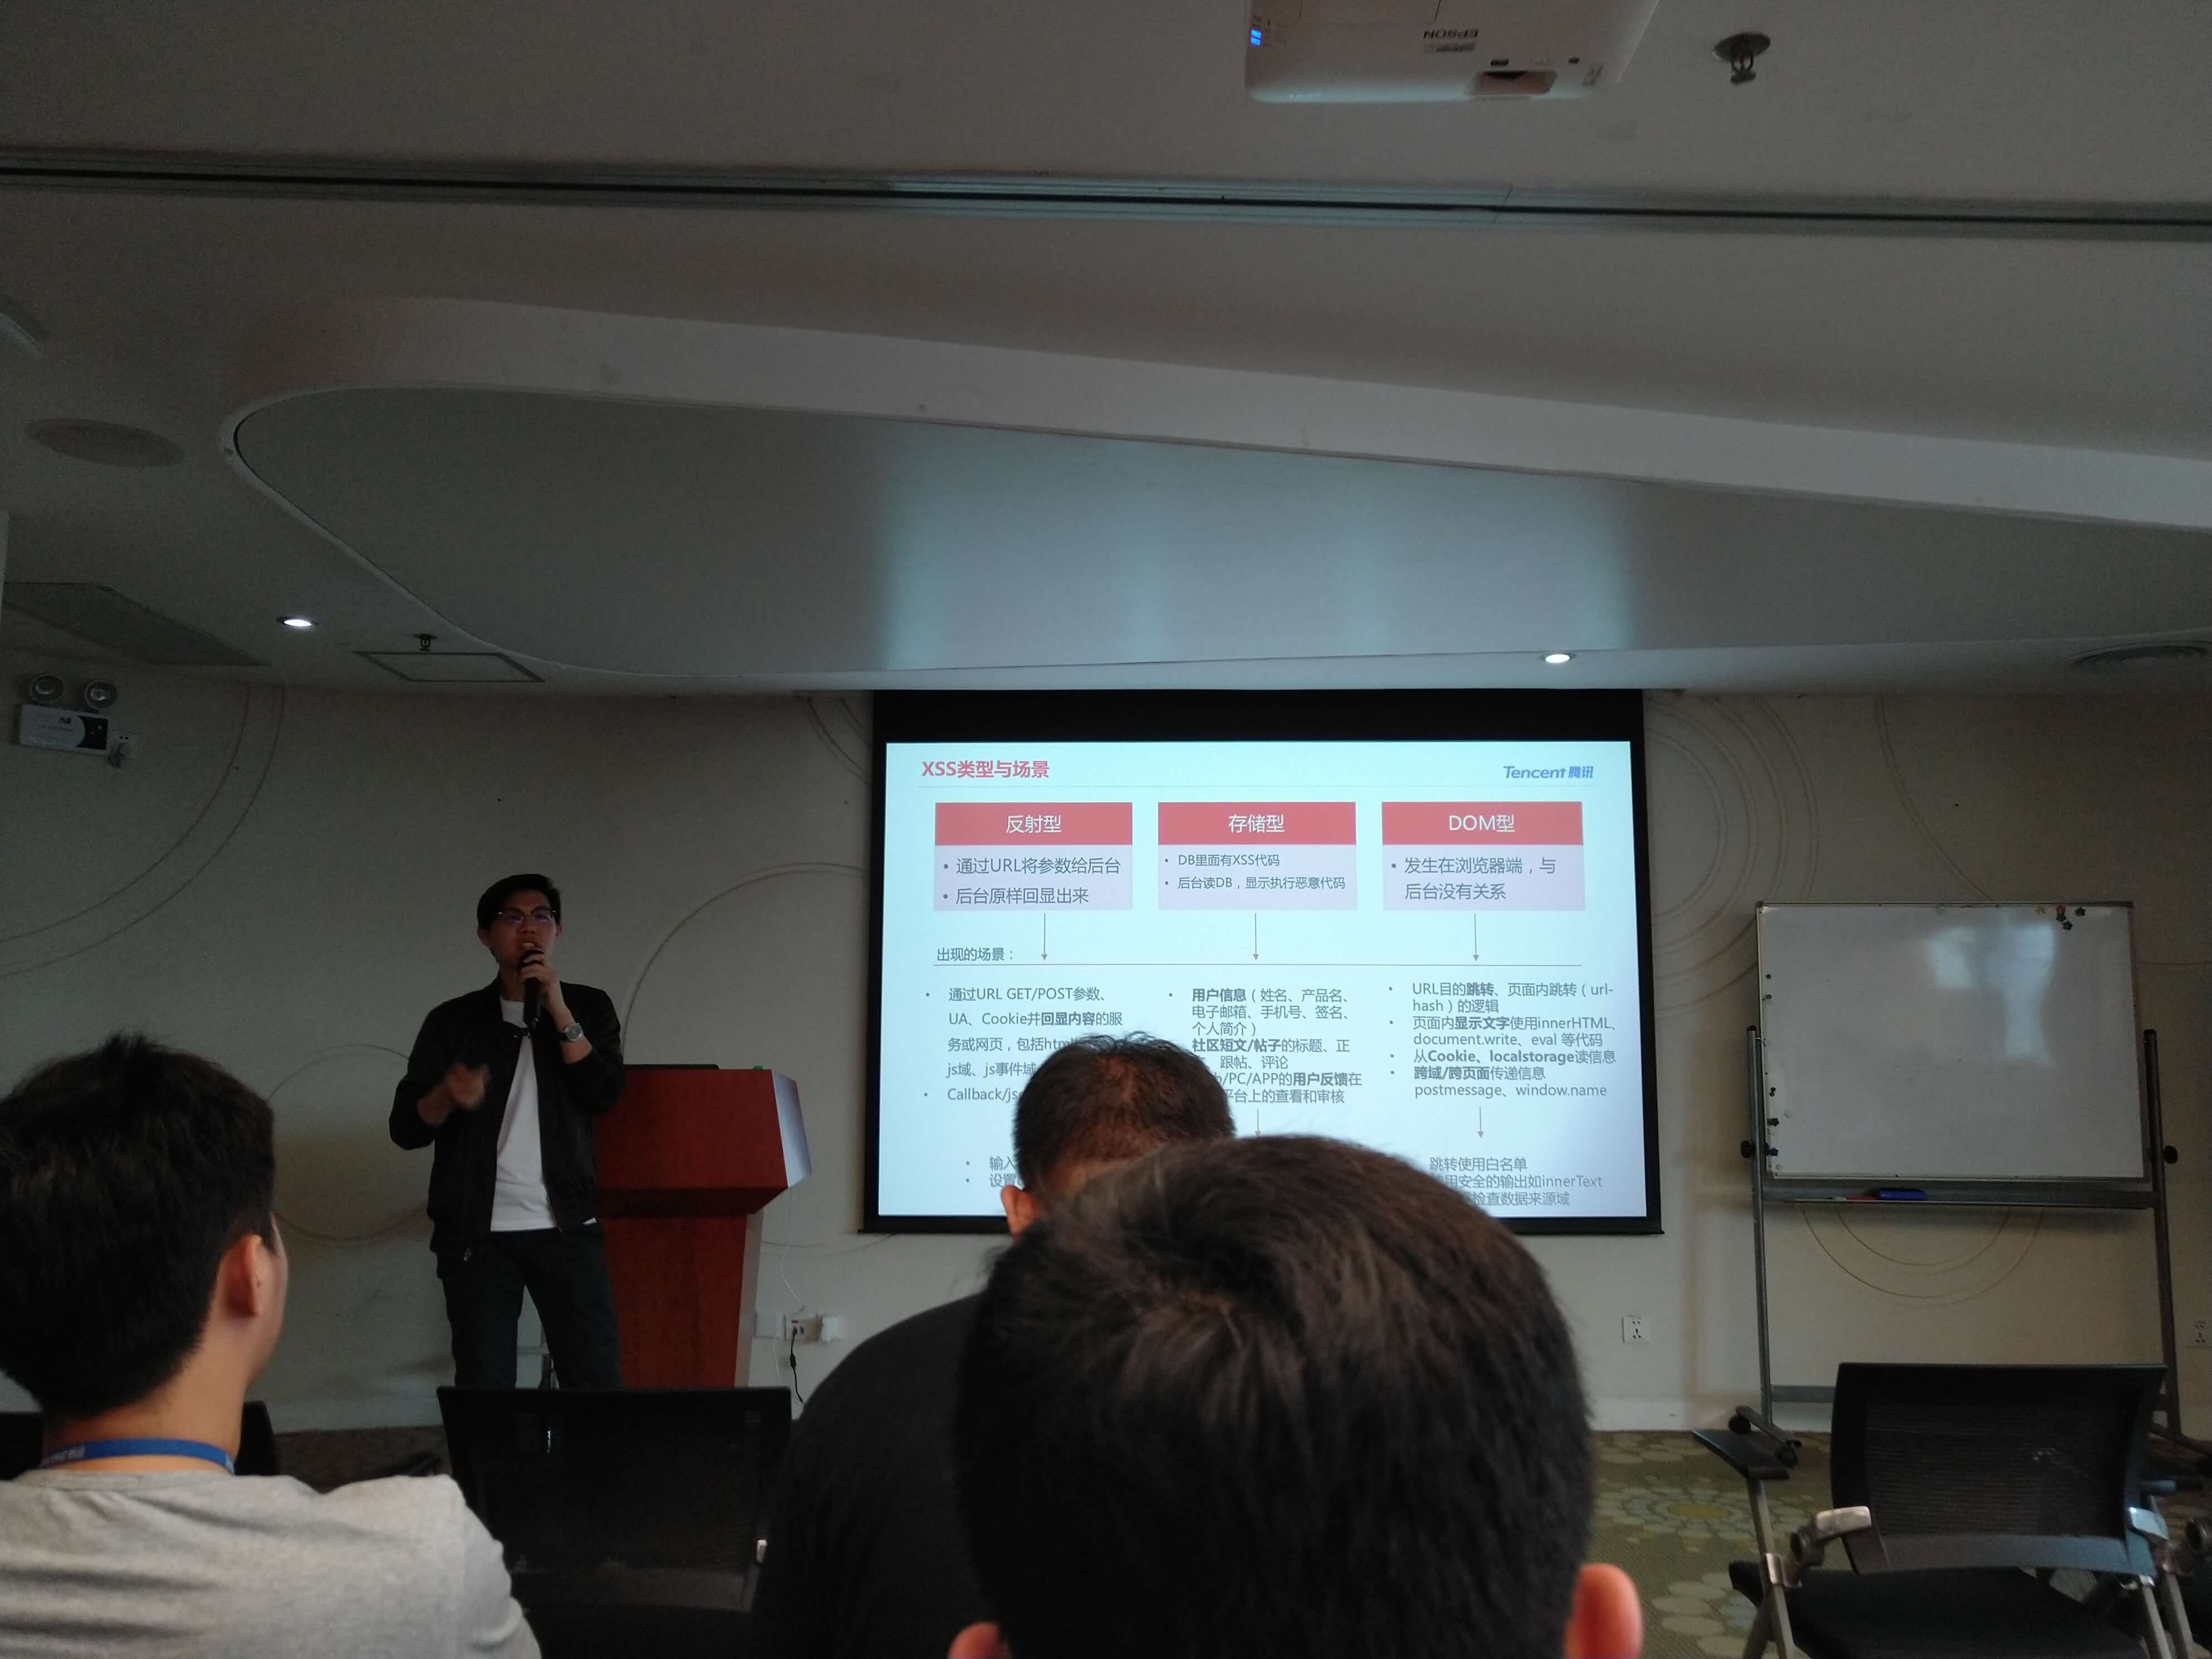 EPSON
XSS类型与场景
Tencent 腾讯
反射型
• 通过URL将参数给后台
• 后台原样回显出来
存储型
• DB里面有XSS代码
• 后台读DB，显示执行恶意代码
DOM型
• 发生在浏览器端，与
后台没有关系
出现的场景：
• 通过URL GET/POST参数、
UA、Cookie并回显内容的服
务或网页，包括html
js域、js事件域
• Callback/js
• 用户信息（姓名、产品名、
电子邮箱、手机号、签名、
个人简介）
社区短文/帖子的标题、正
跟帖、评论
/PC/APP的用户反馈在
平台上的查看和审核
• URL目的跳转、页面内跳转（url-
hash）的逻辑
• 页面内显示文字使用innerHTML、
document.write、eval 等代码
• 从Cookie、localstorage读信息
• 跨域/跨页面传递信息
postmessage、window.name
• 输入
• 设置
跳转使用白名单
用安全的输出如innerText
检查数据来源域